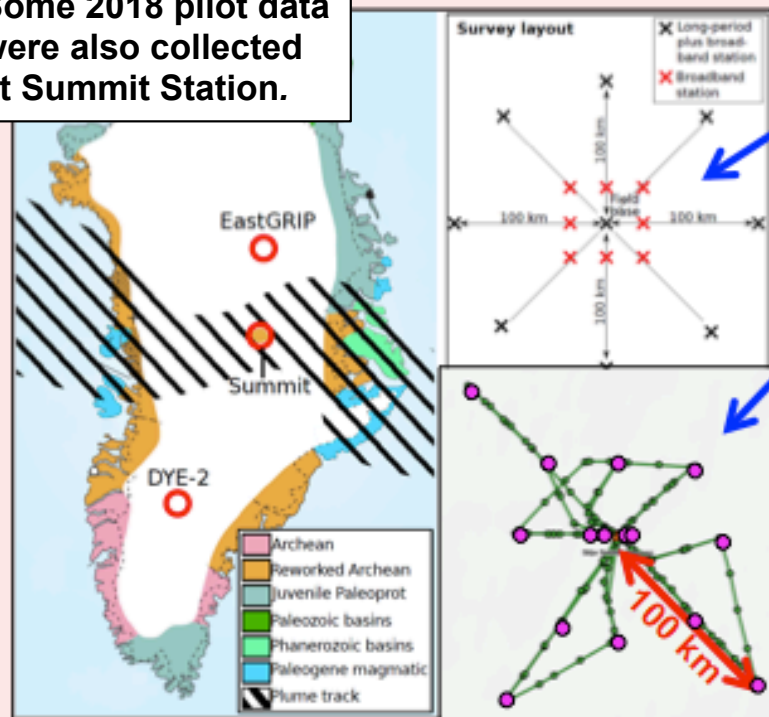 Some 2018 pilot data
were also collected
t Summit Station.
EastGRIP
Summit
DYE-2
Archean
Reworked Archean
Juvenile Paleoprot
Paleozoic basins
Phanerozoic basins
Paleogene magmatic
Plume track
Survey layout
Long-period
plus broad-
band station
Broadband
station
100 km
Field
base
100 km
100 km
100 km
100 km